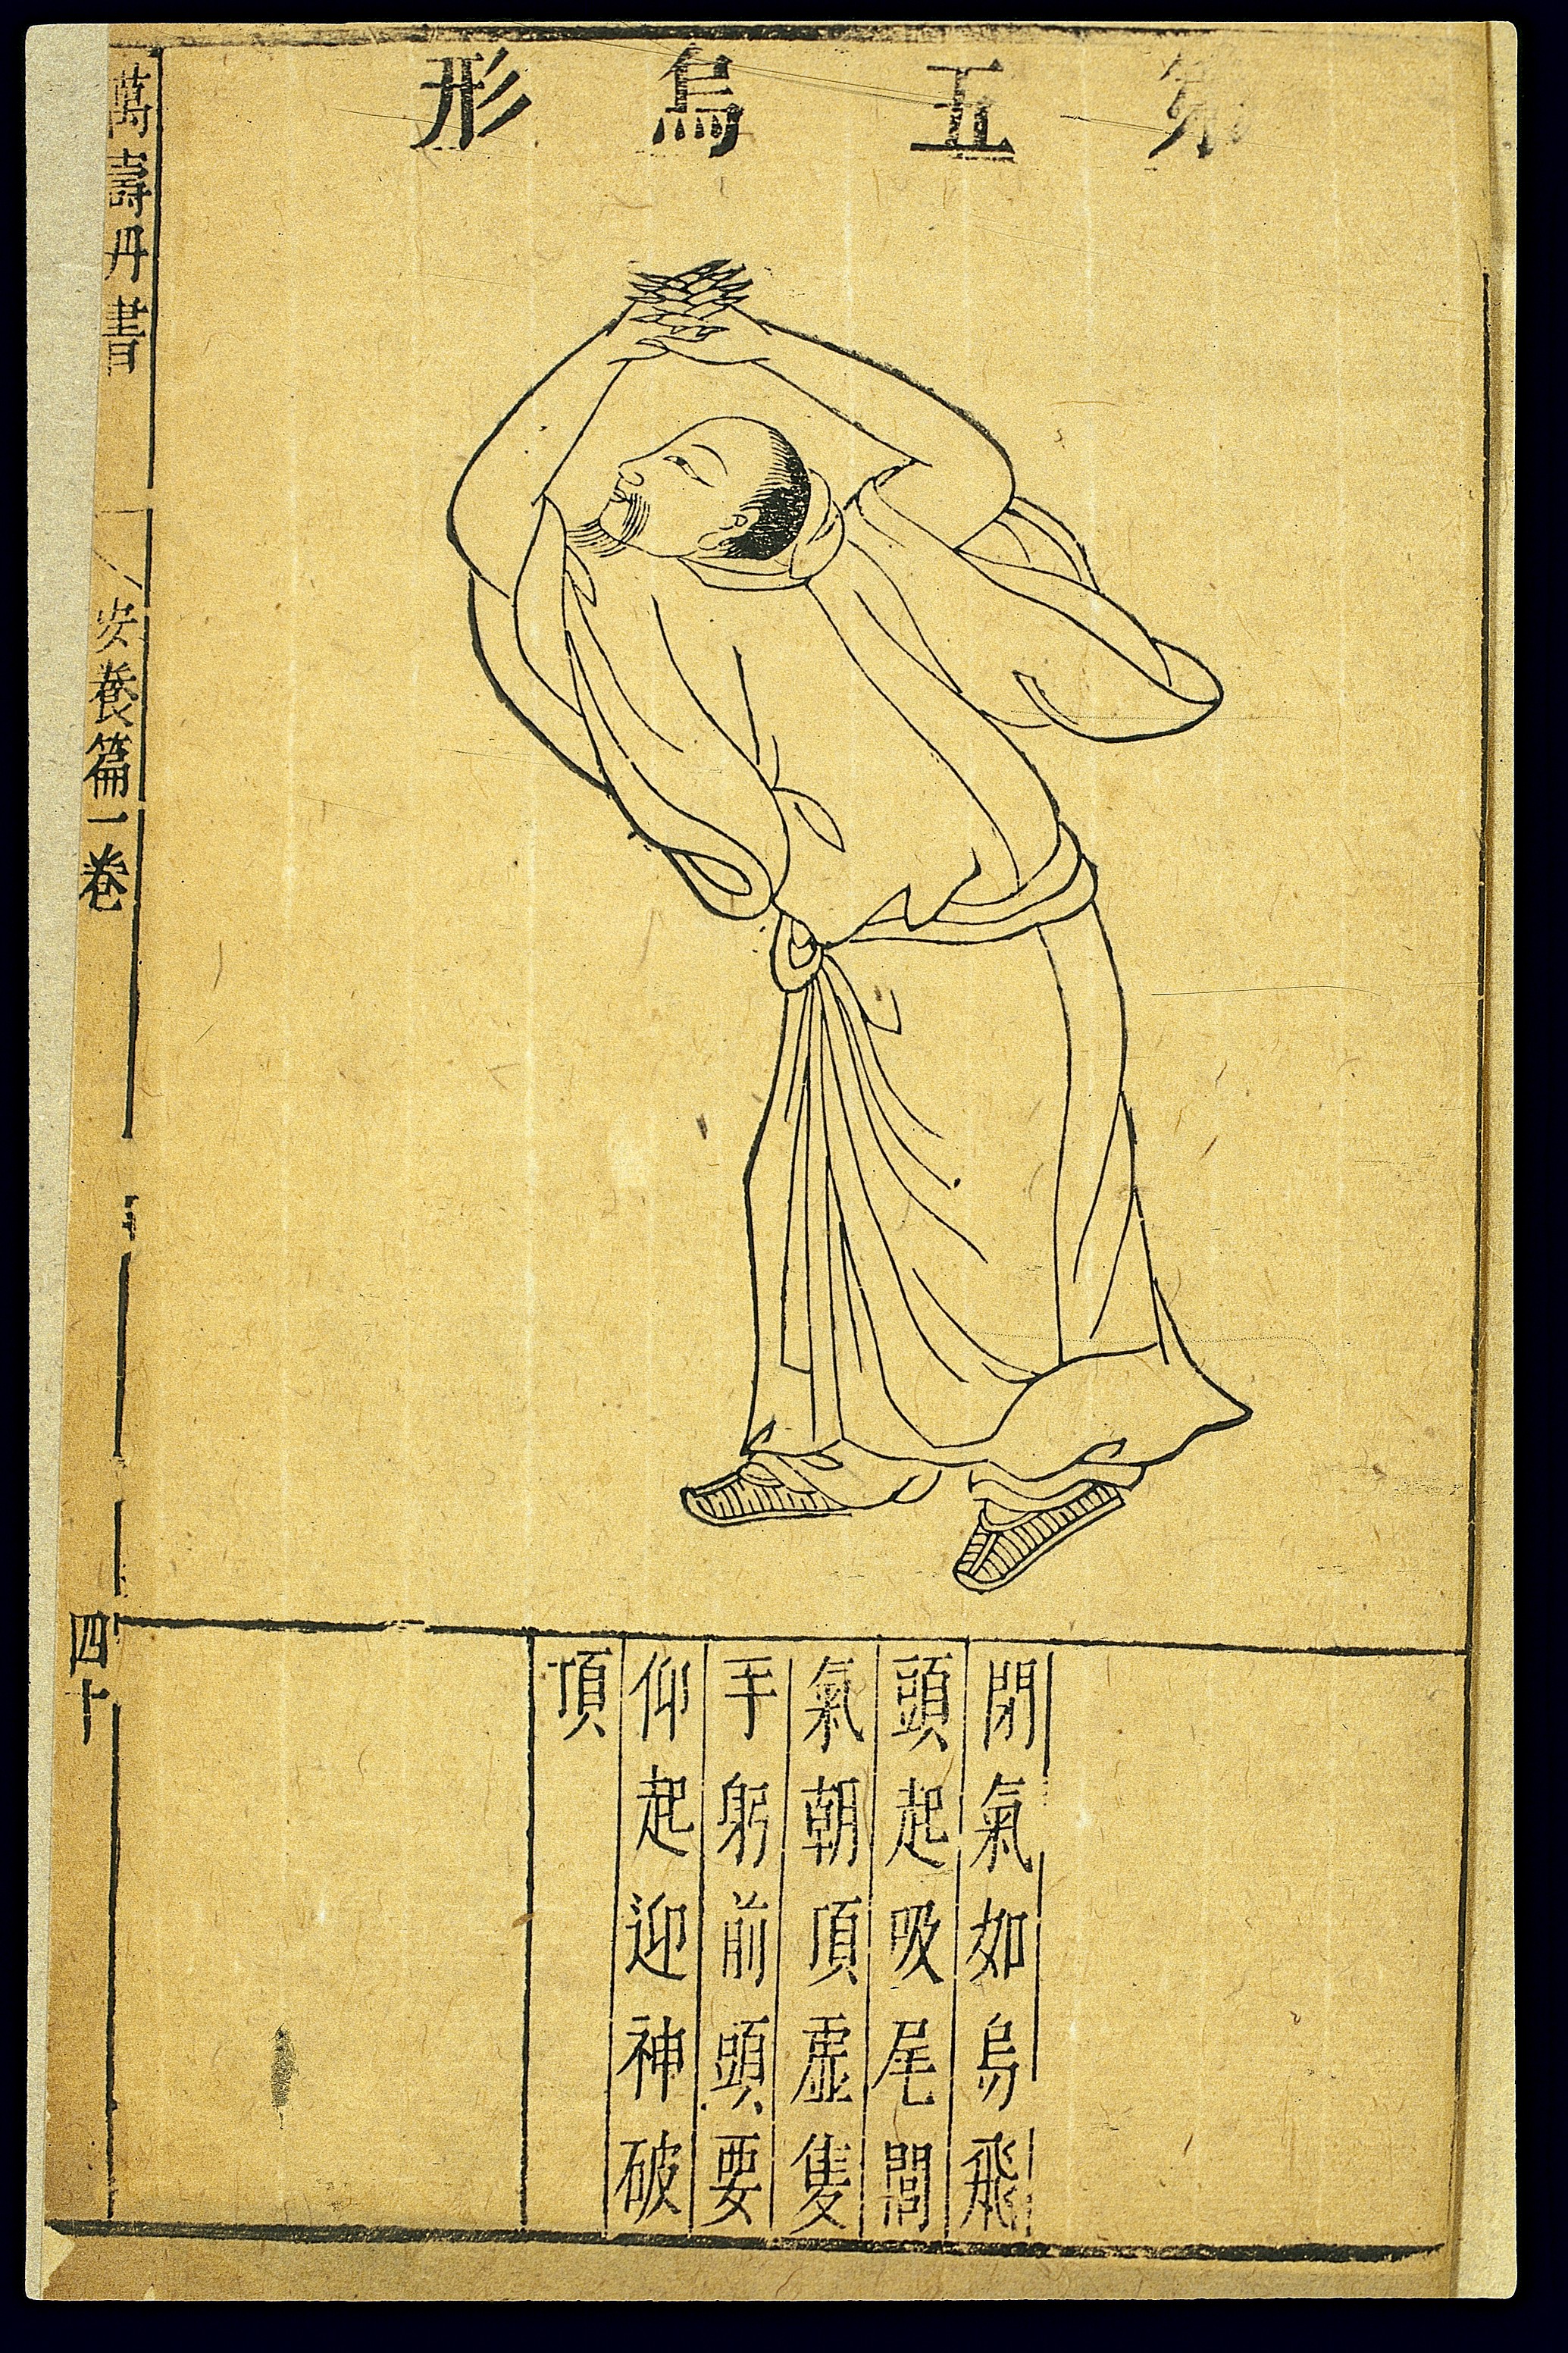 第五烏形
閉氣如烏飛
頭起吸尾閭
氣朝頂虛隻
手躬前頭要
仰起迎神破
頂
萬壽丹書
安養篇一卷
四十